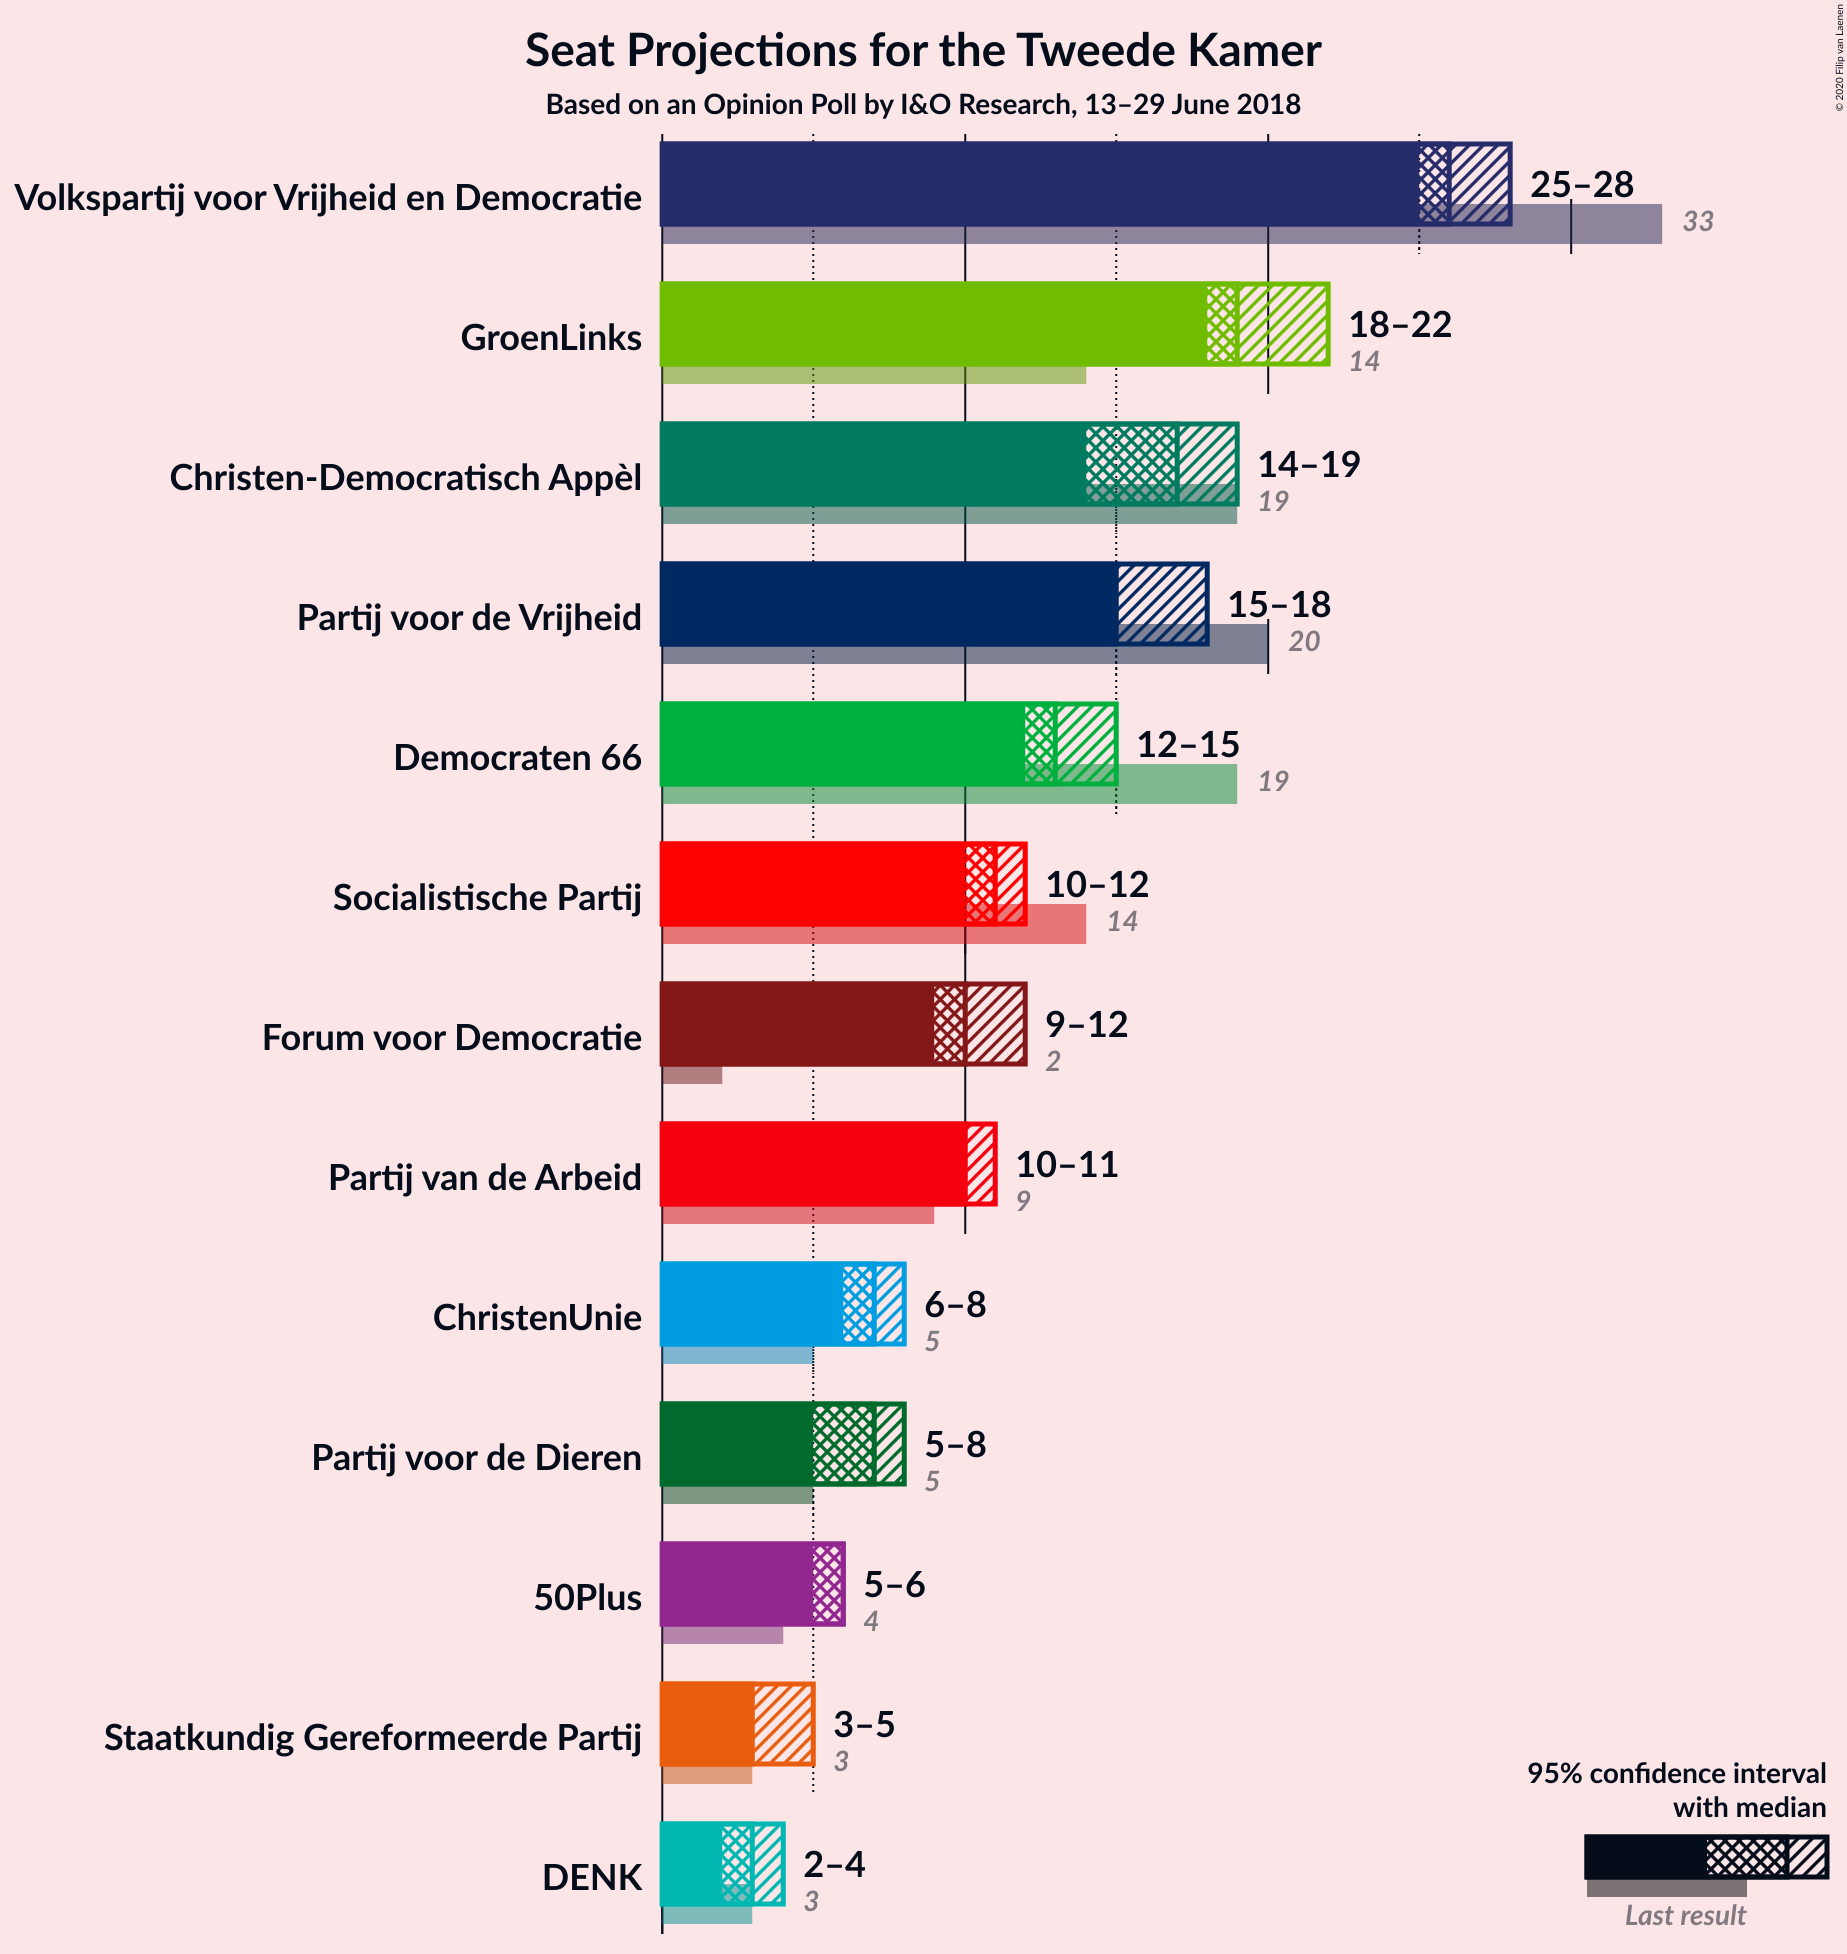 Seat Projections for the Tweede Kamer
Based on an Opinion Poll by I&O Research, 13–29 June 2018
© 2020 Filip van Laenen
Volkspartij voor Vrijheid en Democratie
25–28
33
GroenLinks
18–22
14
Christen-Democratisch Appèl
14–19
19
Partij voor de Vrijheid
15–18
20
Democraten 66
12–15
19
Socialistische Partij
10–12
14
Forum voor Democratie
9–12
2
Partij van de Arbeid
10–11
9
ChristenUnie
6–8
5
Partij voor de Dieren
5–8
5
50Plus
5–6
4
Staatkundig Gereformeerde Partij
3–5
3
DENK
2–4
3
95% confidence interval
with median
Last result